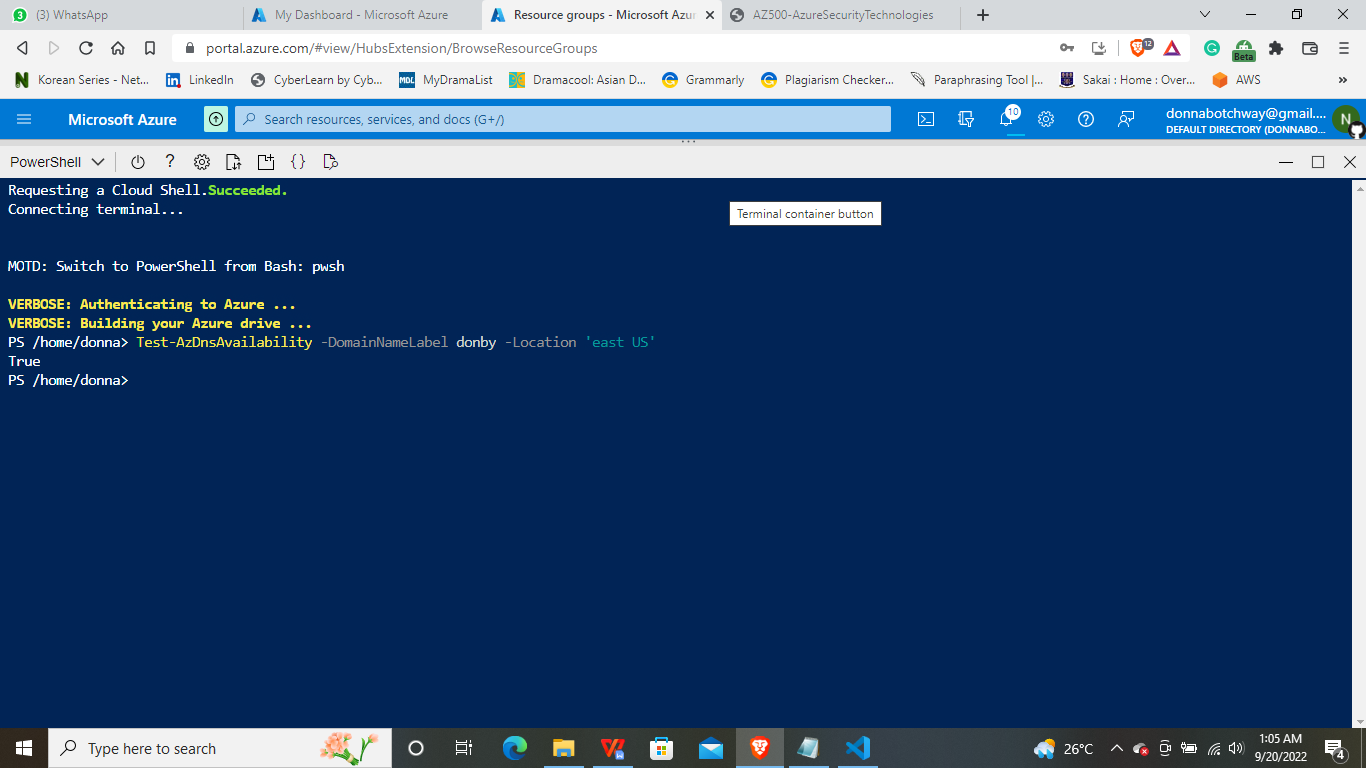 3
(3) WhatsApp
My Dashboard - Microsoft Azure
Resource groups - Microsoft Azur
AZ500-AzureSecurityTechnologies
portal.azure.com/#view/HubsExtension/BrowseResourceGroups
12
Beta
Korean Series - Net...
LinkedIn
CyberLearn by Cyb...
MDL
MyDramaList
Dramacool: Asian D...
Grammarly
Plagiarism Checker...
Paraphrasing Tool |...
Sakai : Home : Over...
AWS
Microsoft Azure
Search resources, services, and docs (G+/)
10
donnabotchway@gmail....
DEFAULT DIRECTORY (DONNABO...
N
PowerShell
Requesting a Cloud Shell.Succeeded.
Connecting terminal...
Terminal container button
MOTD: Switch to PowerShell from Bash: pwsh
VERBOSE: Authenticating to Azure ...
VERBOSE: Building your Azure drive ...
PS /home/donna> Test-AzDnsAvailability -DomainNameLabel donby -Location 'east US'
True
PS /home/donna>
Type here to search
26°C
1:05 AM
9/20/2022
4